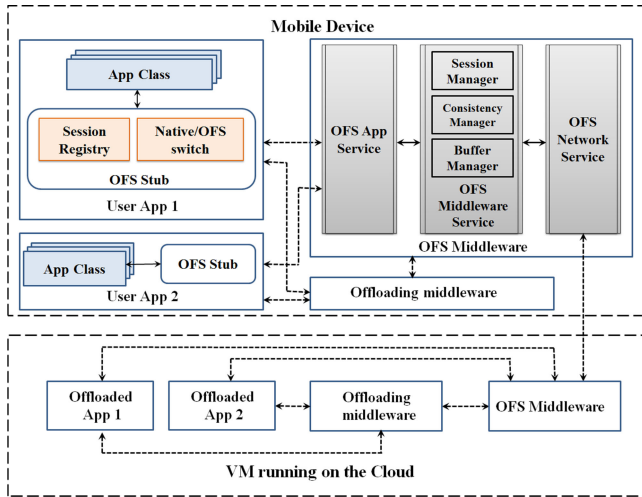 Mobile Device
App Class
Session
Registry
Native/OFS
switch
OFS Stub
User App 1
App Class
OFS Stub
User App 2
OFS App
Service
Session
Manager
Consistency
Manager
Buffer
Manager
OFS
Middleware
Service
OFS
Network
Service
OFS Middleware
Offloading middleware
Offloaded
App 1
Offloaded
App 2
Offloading
middleware
OFS Middleware
VM running on the Cloud